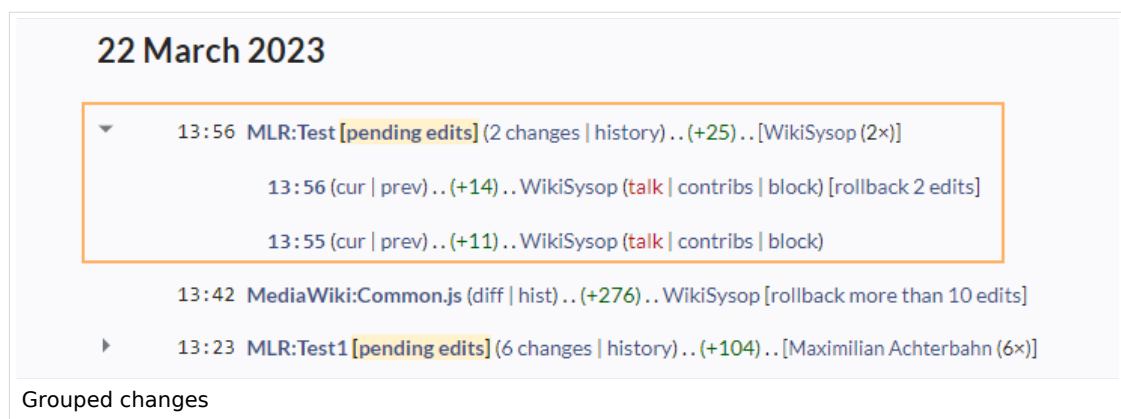 22 March 2023
13:56 MLR:Test [pending edits] (2 changes | history) . . (+25) . . [WikiSysop (2×)]
13:56 (cur | prev) . . (+14) . . WikiSysop (talk | contribs | block) [rollback 2 edits]
13:55 (cur | prev) . . (+11) . . WikiSysop (talk | contribs | block)
13:42 MediaWiki:Common.js (diff | hist) . . (+276) . . WikiSysop [rollback more than 10 edits]
13:23 MLR:Test1 [pending edits] (6 changes | history) . . (+104) . . [Maximilian Achterbahn (6×)]
Grouped changes